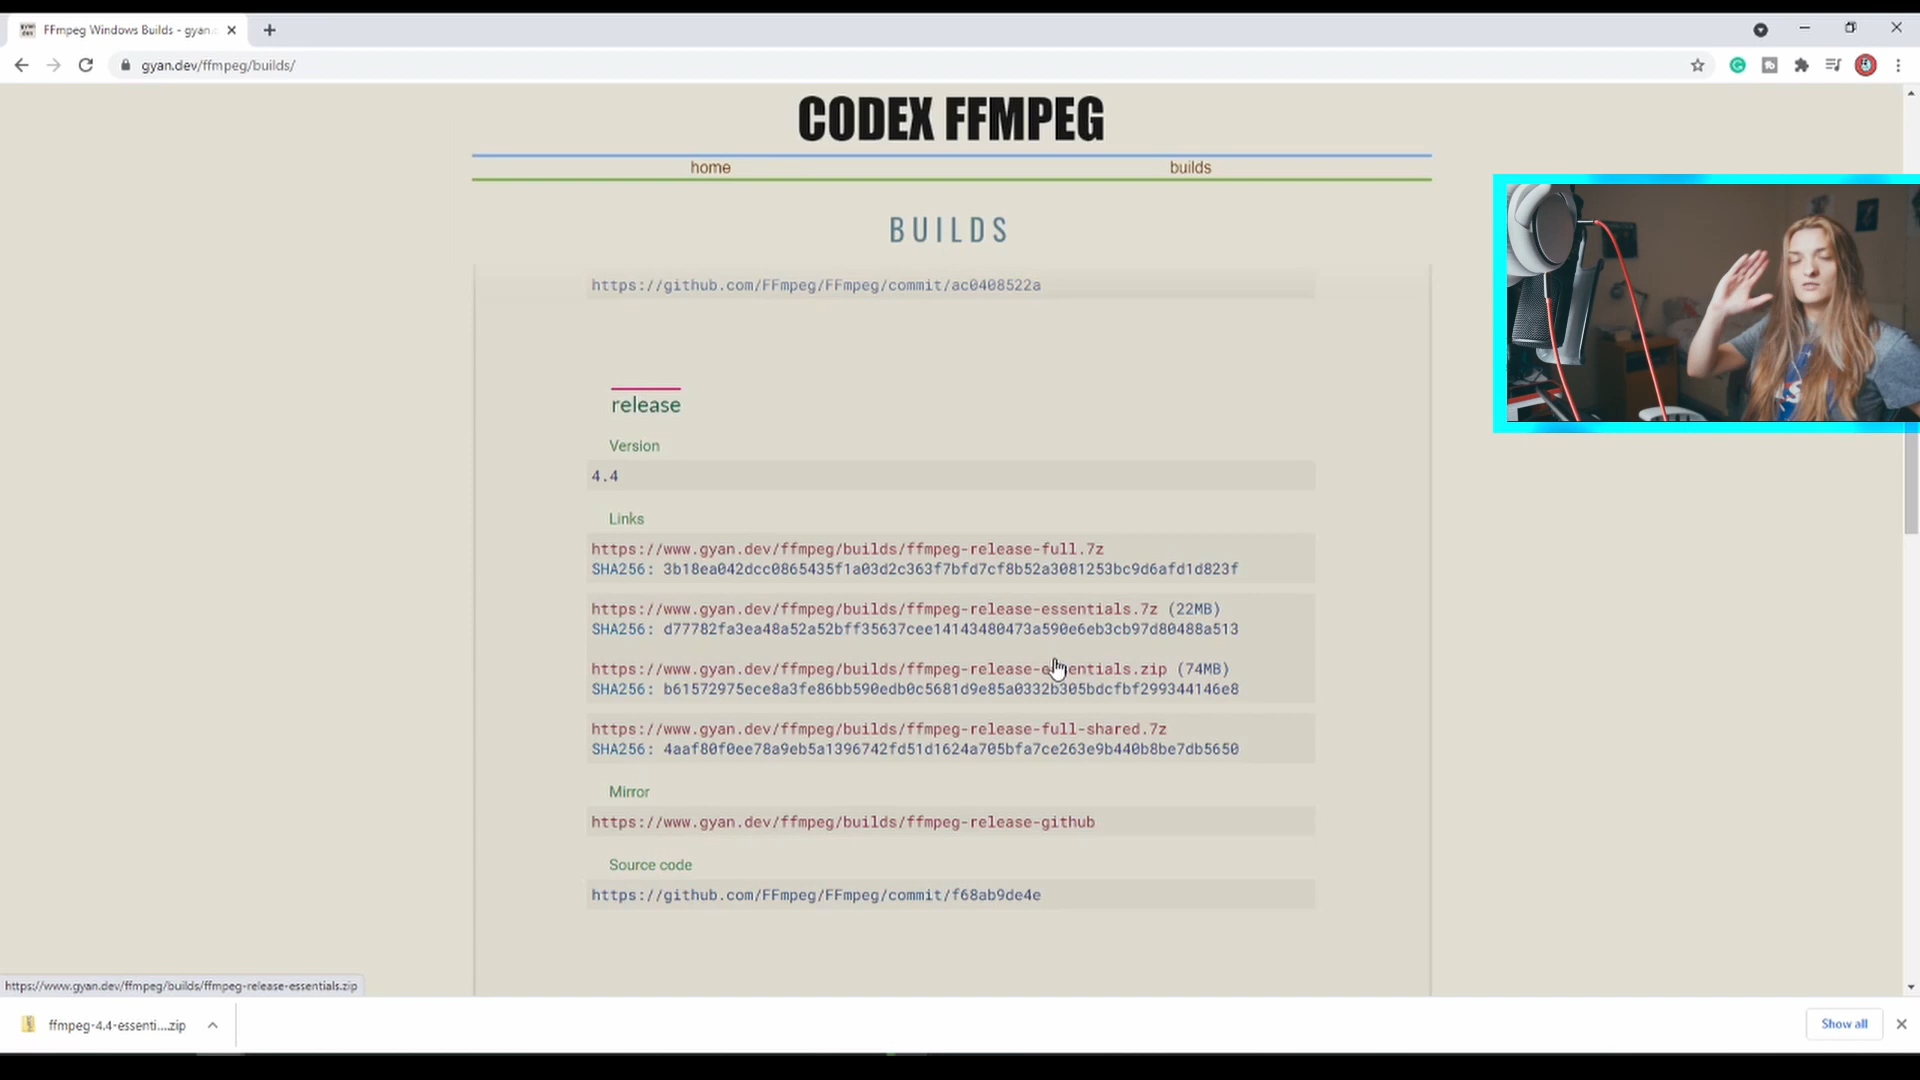 FFmpeg Windows Builds - gyan.
gyan.dev/ffmpeg/builds/
CODEX FFMPEG
home
builds
BUILDS
https://github.com/FFmpeg/FFmpeg/commit/ac0408522a
release
Version
4.4
Links
https://www.gyan.dev/ffmpeg/builds/ffmpeg-release-full.7z
SHA256: 3b18ea042dcc0865435f1a03d2c363f7bfd7cf8b52a3081253bc9d6afd1d823f
https://www.gyan.dev/ffmpeg/builds/ffmpeg-release-essentials.7z (22MB)
SHA256: d77782fa3ea48a52a52bff35637cee14143480473a590e6eb3cb97d80488a513
https://www.gyan.dev/ffmpeg/builds/ffmpeg-release-essentials.zip (74MB)
SHA256: b61572975ece8a3fe86bb590edb0c5681d9e85a0332b305bdcfbf299344146e8
https://www.gyan.dev/ffmpeg/builds/ffmpeg-release-full-shared.7z
SHA256: 4aaf80f0ee78a9eb5a1396742fd51d1624a705bfa7ce263e9b440b8be7db5650
Mirror
https://www.gyan.dev/ffmpeg/builds/ffmpeg-release-github
Source code
https://github.com/FFmpeg/FFmpeg/commit/f68ab9de4e
https://www.gyan.dev/ffmpeg/builds/ffmpeg-release-essentials.zip
ffmpeg-4.4-essenti....zip
Show all